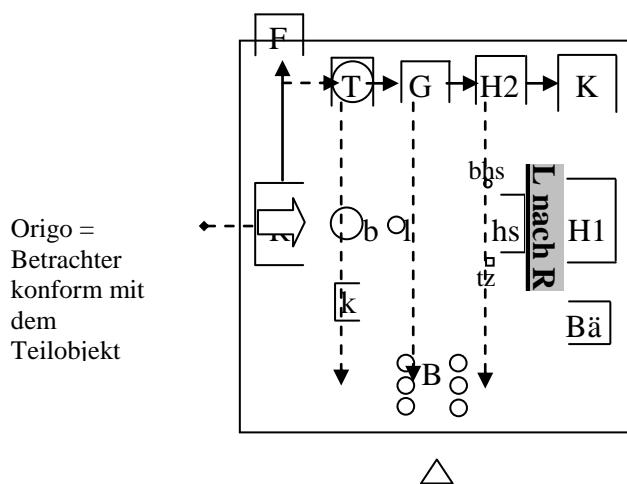 F
T G H2 K
bhs
b l hs L nach R H1
Origo =
Betrachter
konform mit
dem
Teilobjekt
tz
k
Bä
B